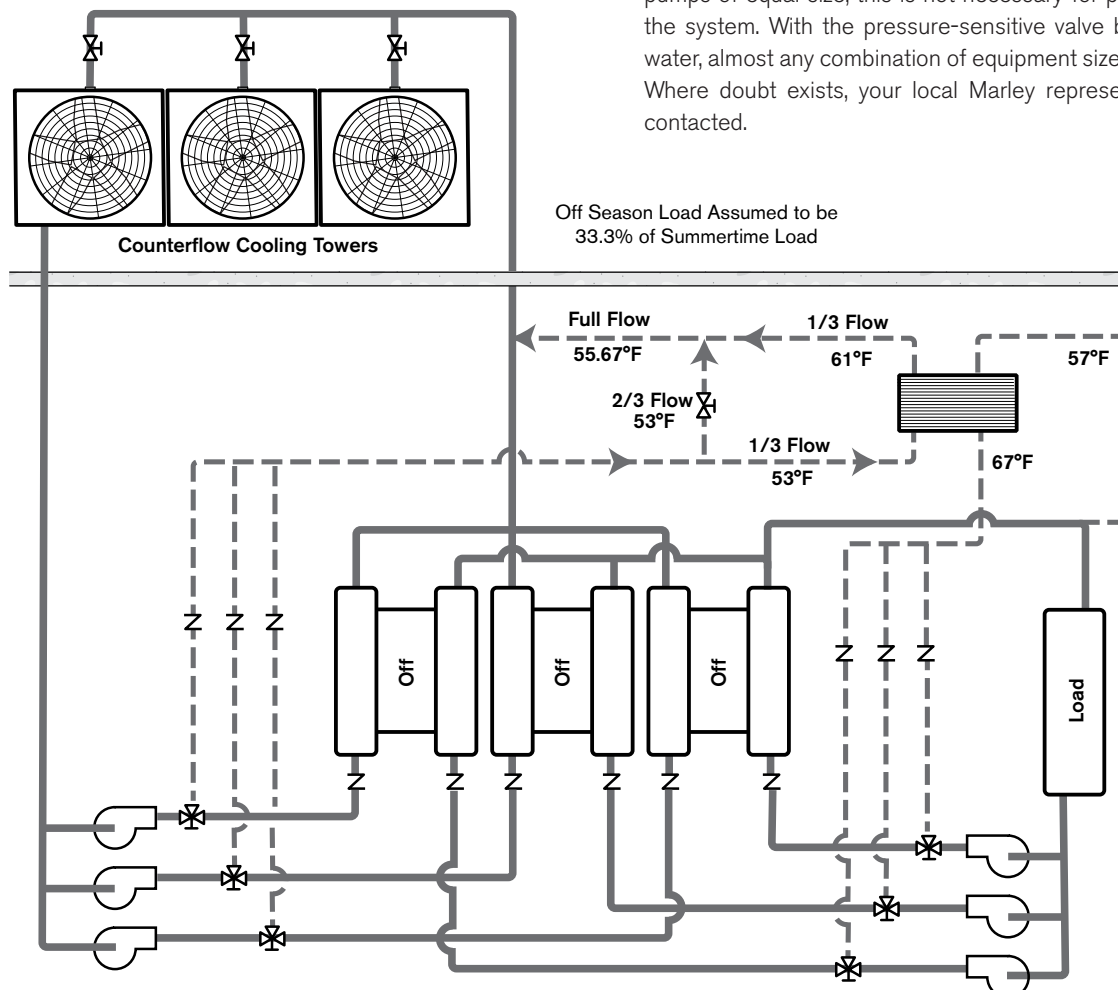 pumps of equal size, this is not necessary for
the system. With the pressure-sensitive valve
water, almost any combination of equipment
Where doubt exists, your local Marley
contacted.
Off Season Load Assumed to be
33.3% of Summertime Load
Counterflow Cooling Towers
Full Flow
55.67°F
1/3 Flow
61°F
57°F
2/3 Flow
53°F
1/3 Flow
53°F
67°F
Off
Off
Off
Load